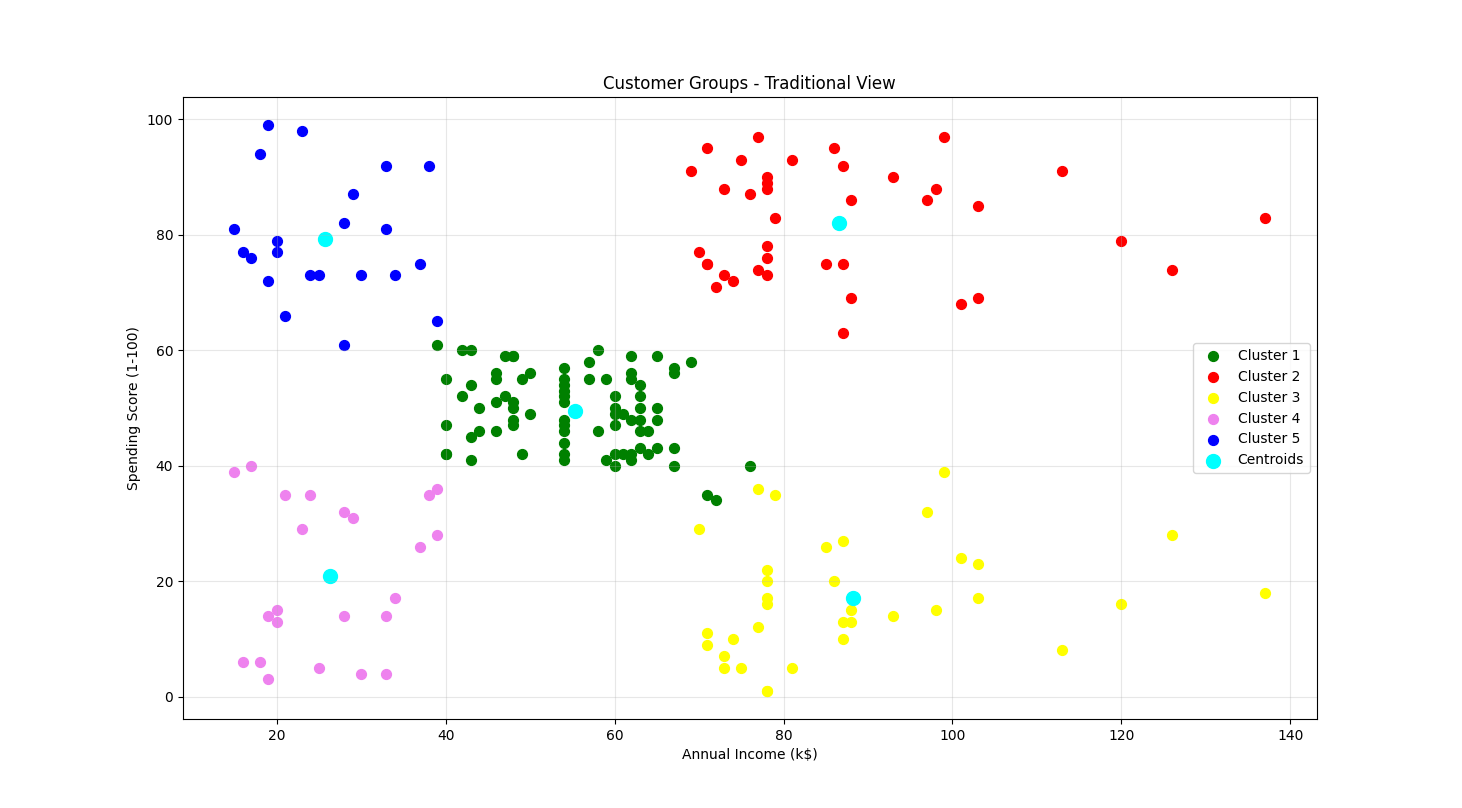 Customer Groups - Traditional View
Spending Score (1-100)
100
80
60
40
20
0
Cluster 1
Cluster 2
Cluster 3
Cluster 4
Cluster 5
Centroids
20 40 60 80 100 120 140
Annual Income (k$)